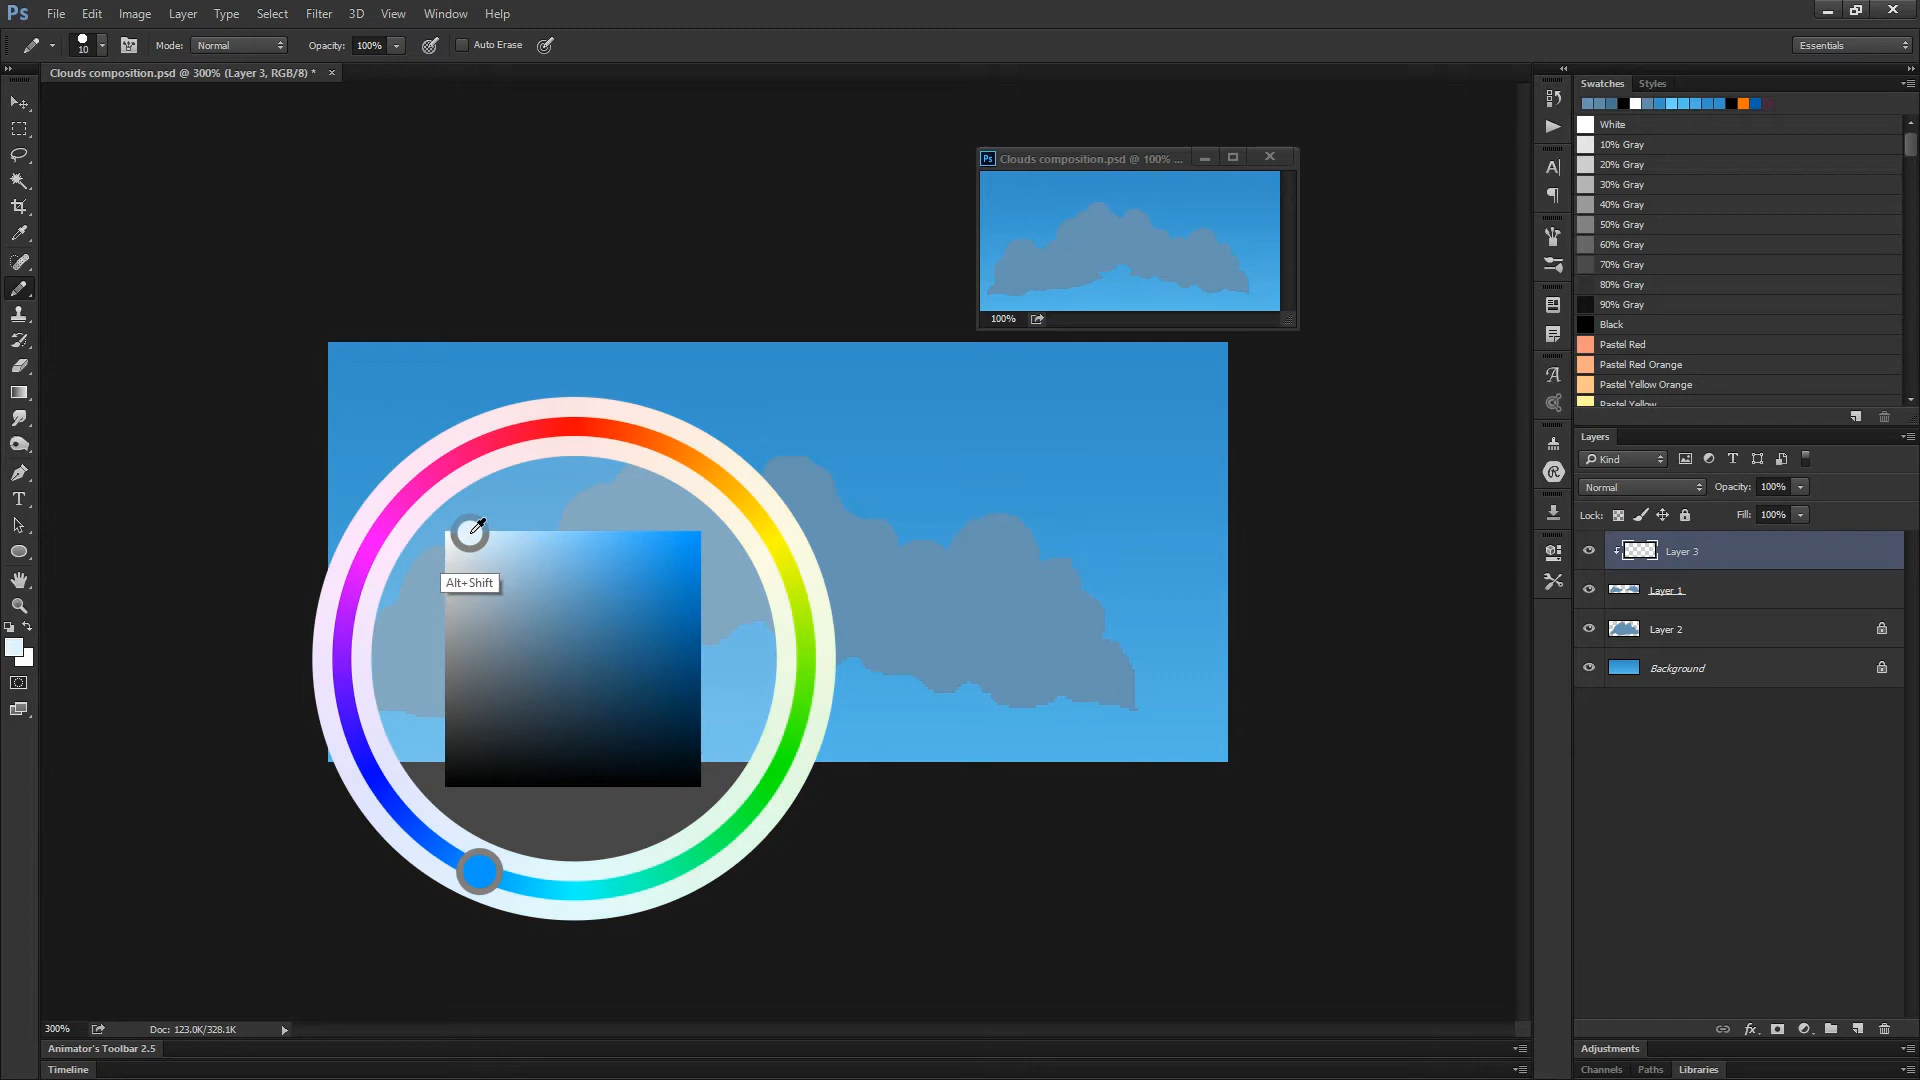 Ps File Edit Image Layer Type Select Filter 3D View Window Help
10 Mode: Normal Opacity: 100% Auto Erase Essentials
Clouds composition.psd @ 300% (Layer 3, RGB/8) * ×
Swatches Styles
White
10% Gray
20% Gray
30% Gray
40% Gray
50% Gray
60% Gray
70% Gray
80% Gray
90% Gray
Black
Pastel Red
Pastel Red Orange
Pastel Yellow Orange
Pastel Yellow
Ps Clouds composition.psd @ 100% ...
100%
Alt+Shift
Layers
Kind
Normal Opacity: 100%
Lock: Fill: 100%
Layer 3
Layer 1
Layer 2
Background
300% Doc: 123.0K/328.1K
Animator's Toolbar 2.5
Timeline
Adjustments
Channels Paths Libraries